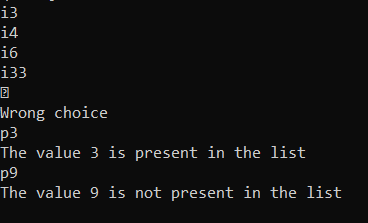 i3
i4
i6
i33
Wrong choice
p3
The value 3 is present in the list
p9
The value 9 is not present in the list